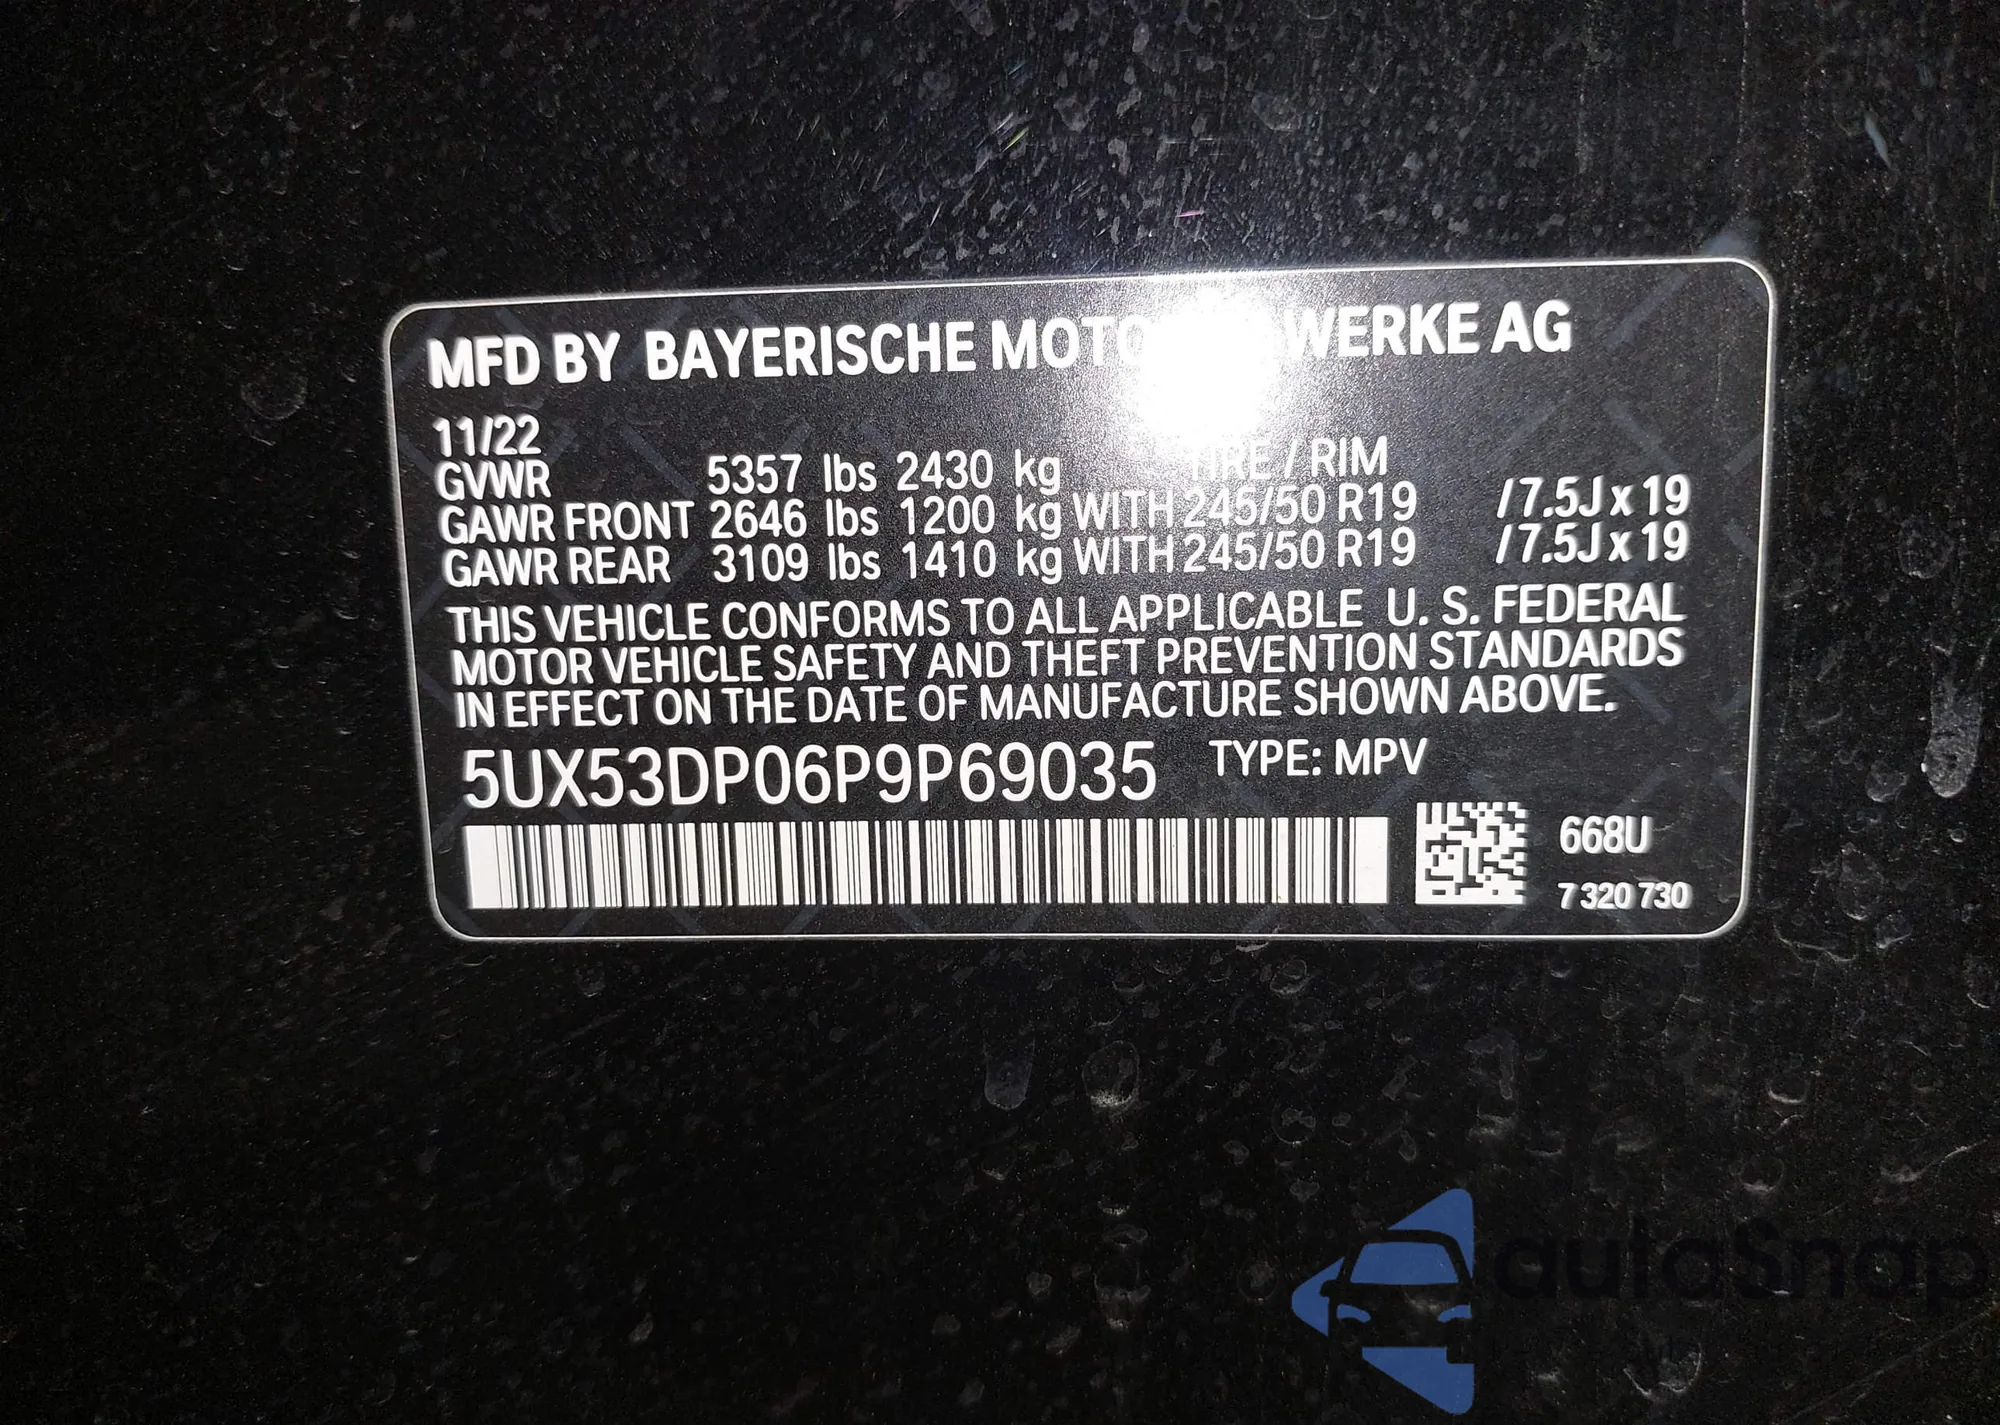 MFD BY BAYERISCHE MOTO WERKE AG
11/22
GVWR 5357 lbs 2430 kg TIRE / RIM
GAWR FRONT 2646 lbs 1200 kg WITH 245/50 R19 /7.5J x 19
GAWR REAR 3109 lbs 1410 kg WITH 245/50 R19 /7.5J x 19
THIS VEHICLE CONFORMS TO ALL APPLICABLE U. S. FEDERAL
MOTOR VEHICLE SAFETY AND THEFT PREVENTION STANDARDS
IN EFFECT ON THE DATE OF MANUFACTURE SHOWN ABOVE.
5UX53DP06P9P69035 TYPE: MPV
668U
7 320 730
autoSnap